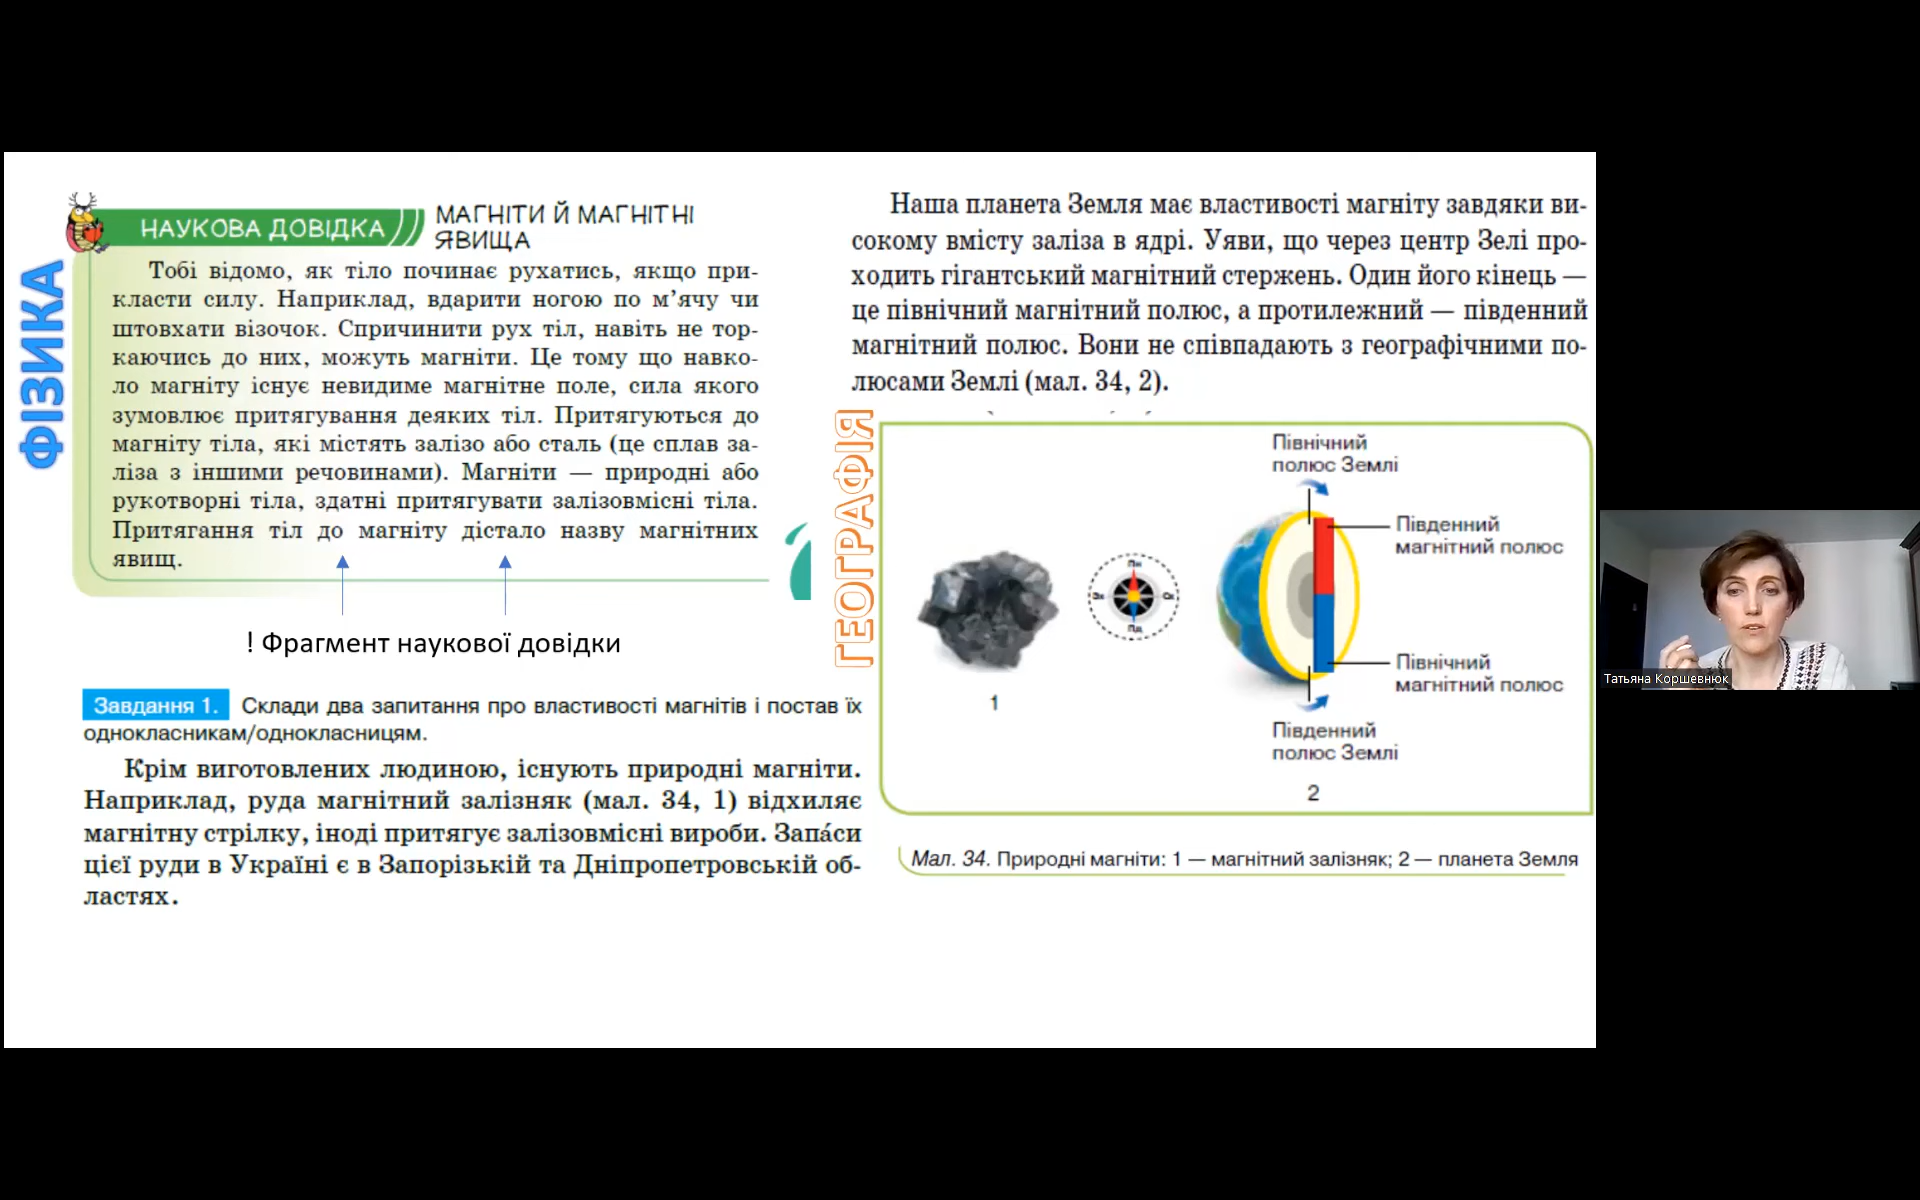 ФІЗИКА
НАУКОВА ДОВІДКА
МАГНІТИ Й МАГНІТНІ
ЯВИЩА
Тобі відомо, як тіло починає рухатись, якщо при-
класти силу. Наприклад, вдарити ногою по м’ячу чи
штовхати візочок. Спричинити рух тіл, навіть не тор-
каючись до них, можуть магніти. Це тому що навко-
ло магніту існує невидиме магнітне поле, сила якого
зумовлює притягування деяких тіл. Притягуються до
магніту тіла, які містять залізо або сталь (це сплав за-
ліза з іншими речовинами). Магніти — природні або
рукотворні тіла, здатні притягувати залізовмісні тіла.
Притягання тіл до магніту дістало назву магнітних
явищ.
! Фрагмент наукової довідки
Завдання 1. Склади два запитання про властивості магнітів і постав їх
однокласникам/однокласницям.
Крім виготовлених людиною, існують природні магніти.
Наприклад, руда магнітний залізняк (мал. 34, 1) відхиляє
магнітну стрілку, іноді притягує залізовмісні вироби. Запáси
цієї руди в Україні є в Запорізькій та Дніпропетровській об-
ластях.
Наша планета Земля має властивості магніту завдяки ви-
сокому вмісту заліза в ядрі. Уяви, що через центр Зелі про-
ходить гігантський магнітний стержень. Один його кінець —
це північний магнітний полюс, а протилежний — південний
магнітний полюс. Вони не співпадають з географічними по-
люсами Землі (мал. 34, 2).
ГЕОГРАФІЯ
Північний
полюс Землі
Південний
магнітний полюс
Пн
Зх
Сх
Пд
Північний
магнітний полюс
1
Південний
полюс Землі
2
Мал. 34. Природні магніти: 1 — магнітний залізняк; 2 — планета Земля
Татьяна Коршевнюк